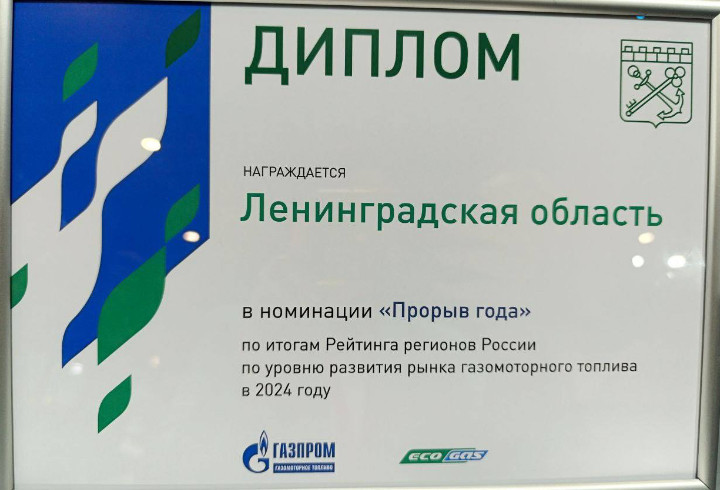 ДИПЛОМ
НАГРАЖДАЕТСЯ
Ленинградская область
в номинации «Прорыв года»
по итогам Рейтинга регионов России
по уровню развития рынка газомоторного топлива
в 2024 году
ГАЗПРОМ
ГАЗОМОТОРНОЕ ТОПЛИВО
ECO GAS